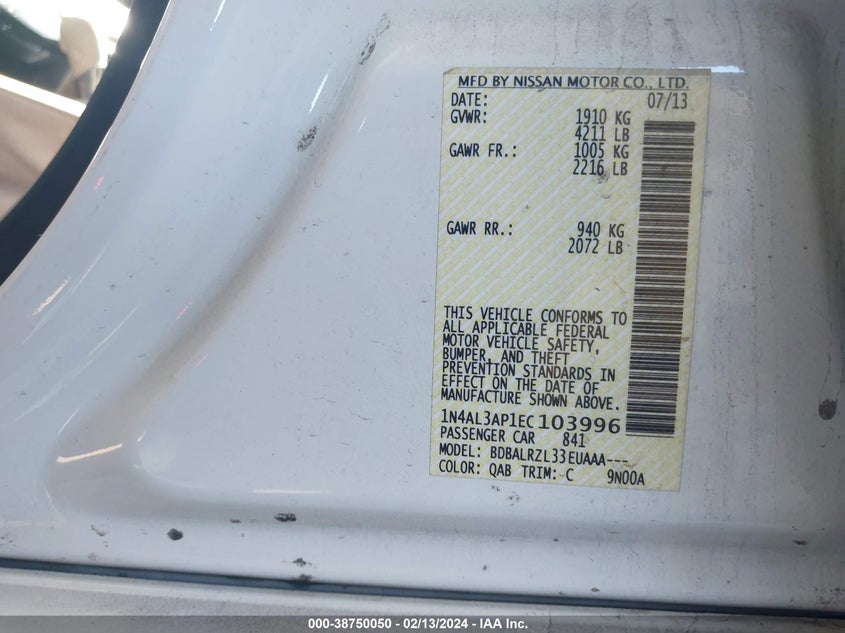 MFD BY NISSAN MOTOR CO., LTD.
DATE: 07/13
GVWR: 1910 KG
4211 LB
GAWR FR.: 1005 KG
2216 LB
GAWR RR.: 940 KG
2072 LB
THIS VEHICLE CONFORMS TO
ALL APPLICABLE FEDERAL
MOTOR VEHICLE SAFETY,
BUMPER, AND THEFT
PREVENTION STANDARDS IN
EFFECT ON THE DATE OF
MANUFACTURE SHOWN ABOVE.
1N4AL3AP1EC103996
PASSENGER CAR 841
MODEL: BDBALRZL33EUAAA---
COLOR: QAB TRIM: C 9N00A
000-38750050 - 02/13/2024 - IAA Inc.